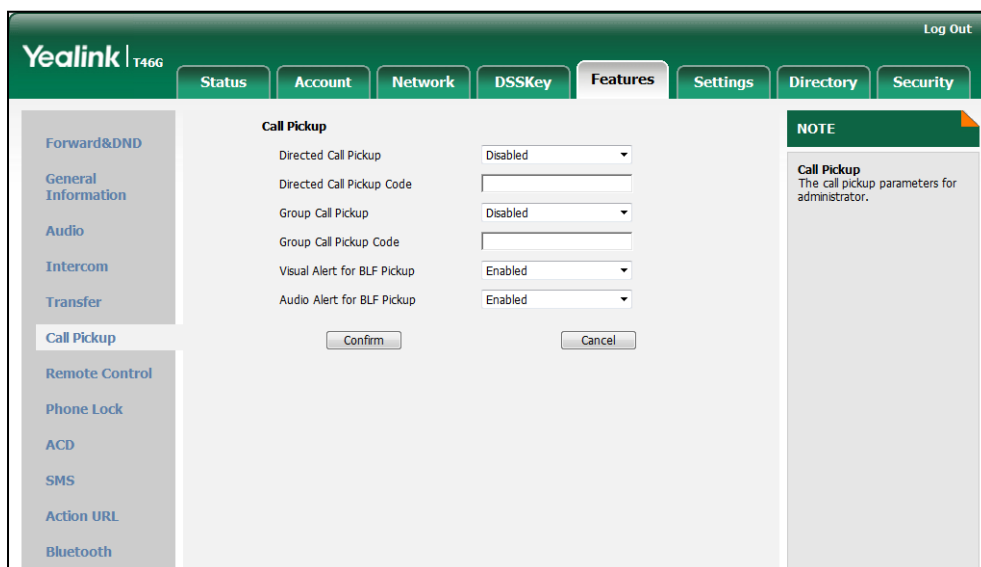 Log Out
Yealink T46G
Status Account Network DSSKey Features Settings Directory Security
Forward&DND
General
Information
Audio
Intercom
Transfer
Call Pickup
Remote Control
Phone Lock
ACD
SMS
Action URL
Bluetooth
Call Pickup
Directed Call Pickup Disabled
Directed Call Pickup Code
Group Call Pickup Disabled
Group Call Pickup Code
Visual Alert for BLF Pickup Enabled
Audio Alert for BLF Pickup Enabled
Confirm Cancel
NOTE
Call Pickup
The call pickup parameters for
administrator.